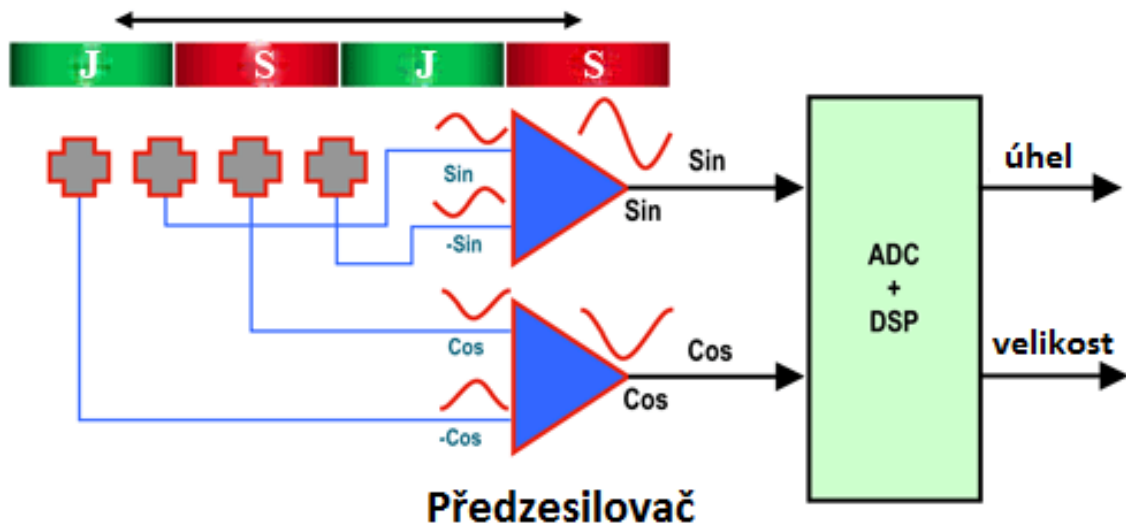 J S J S
Sin
-Sin
Sin
Sin
Cos
-Cos
Cos
Cos
ADC
+
DSP
úhel
velikost
Předzesilovač